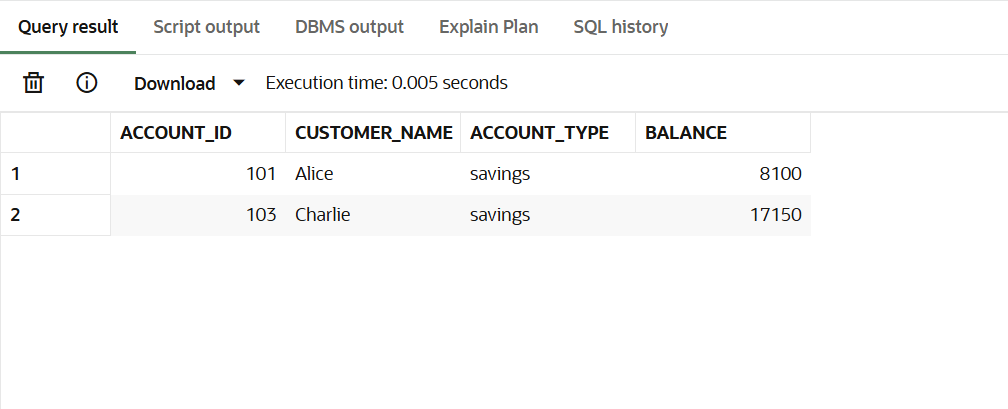 Query result Script output DBMS output Explain Plan SQL history
Download Execution time: 0.005 seconds
ACCOUNT_ID CUSTOMER_NAME ACCOUNT_TYPE BALANCE
1 101 Alice savings 8100
2 103 Charlie savings 17150